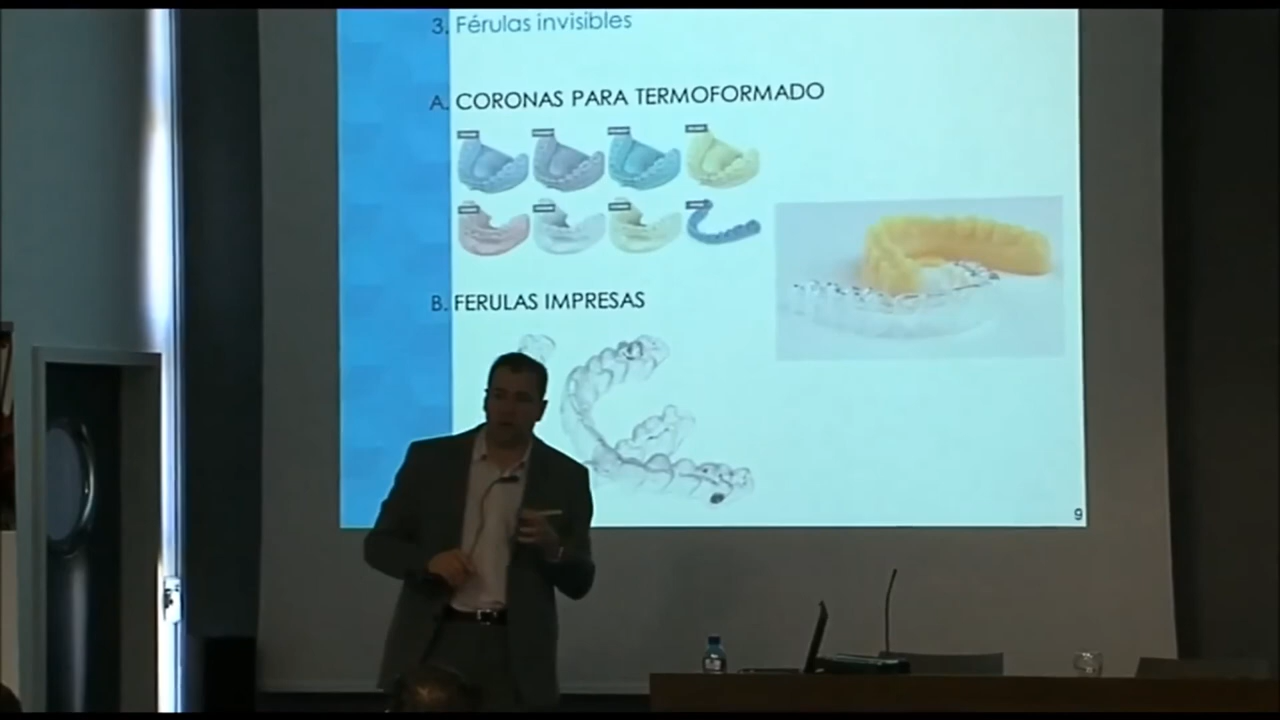 3. Férulas invisibles
A. CORONAS PARA TERMOFORMADO
B. FERULAS IMPRESAS
9